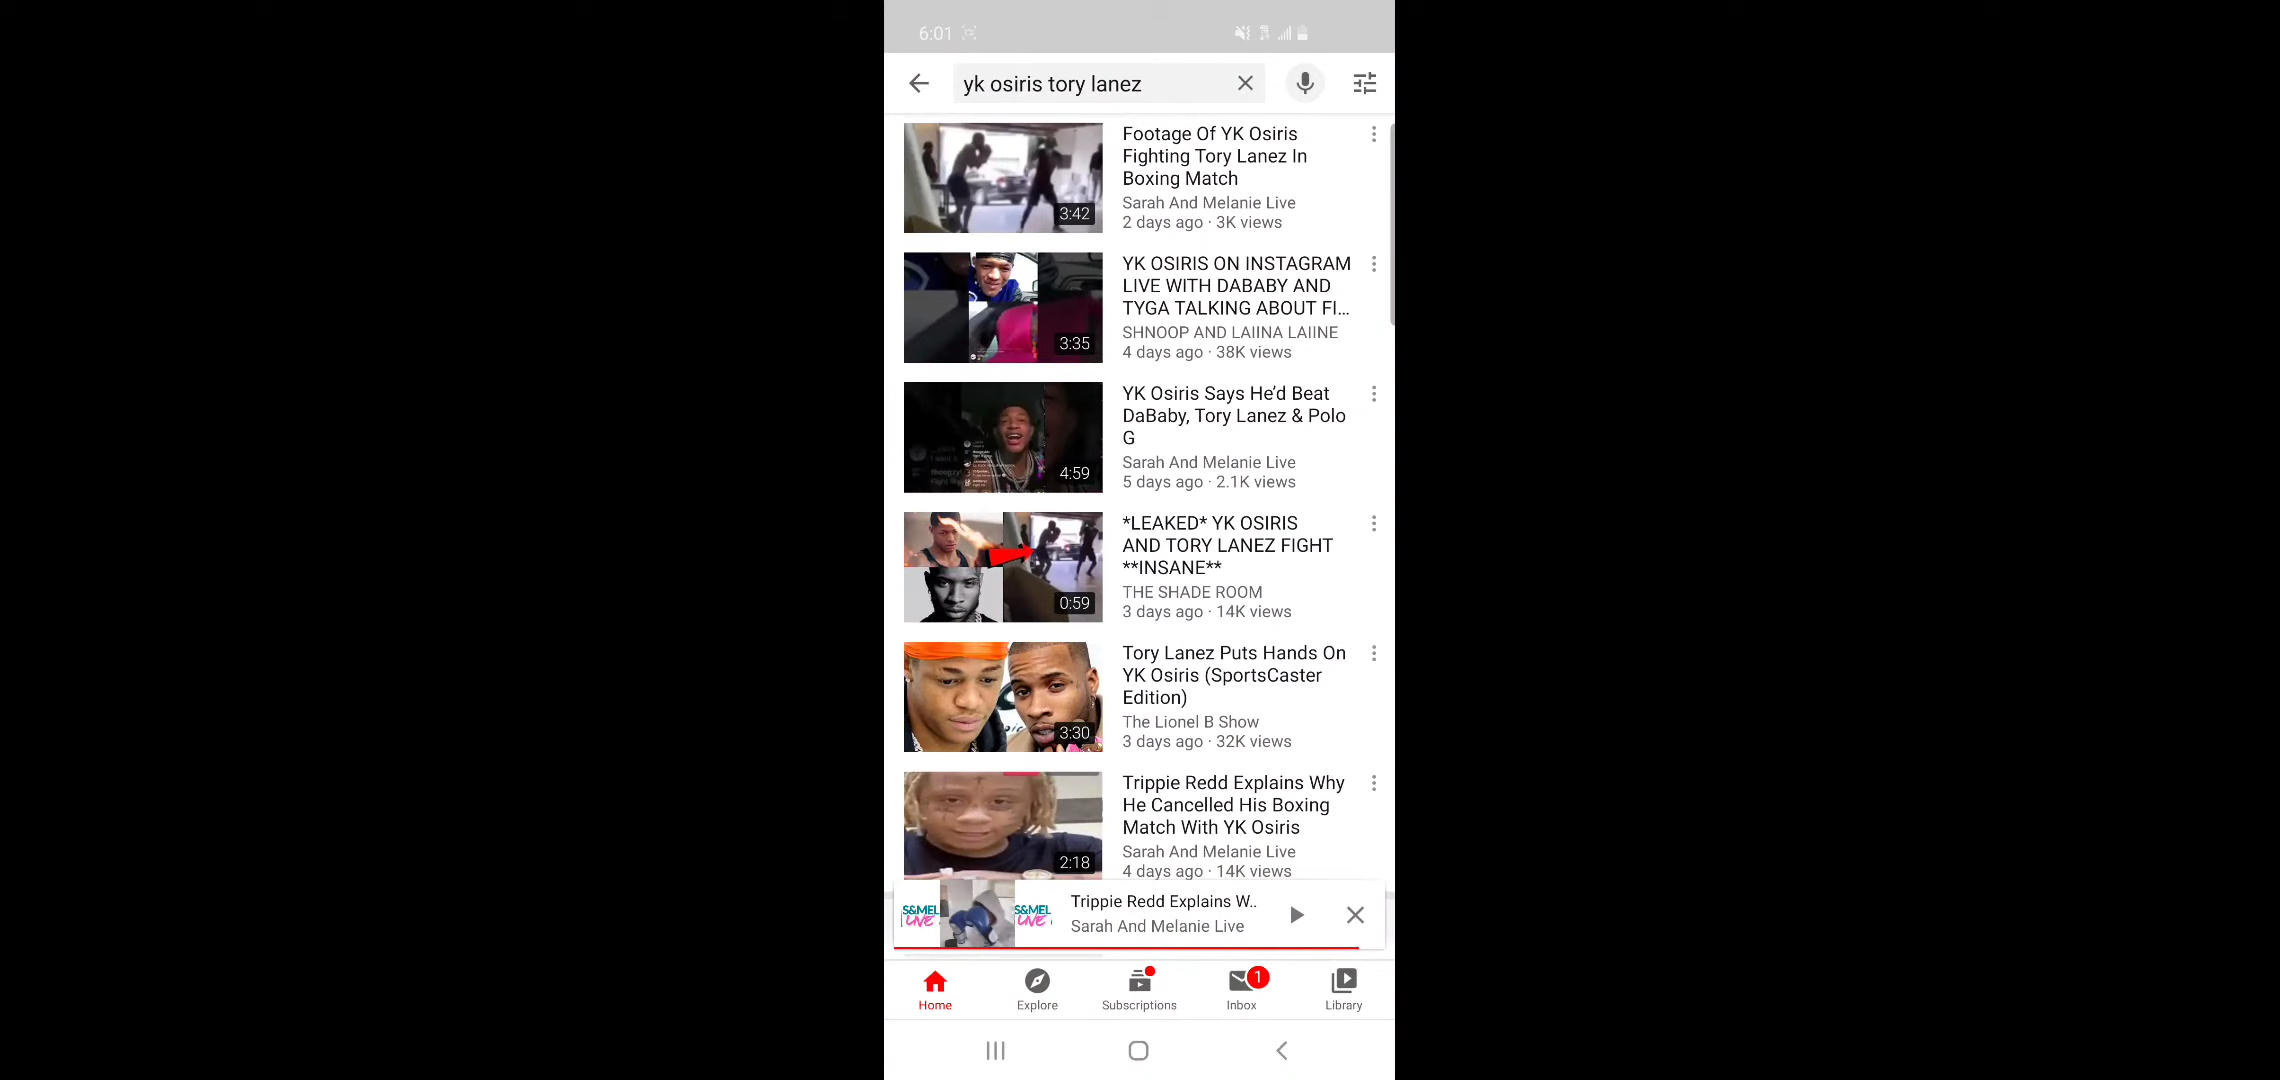 6:01
yk osiris tory lanez
Footage Of YK Osiris
Fighting Tory Lanez In
Boxing Match
Sarah And Melanie Live
2 days ago · 3K views
3:42
YK OSIRIS ON INSTAGRAM
LIVE WITH DABABY AND
TYGA TALKING ABOUT FI...
SHNOOP AND LAIINA LAIINE
4 days ago · 38K views
3:35
YK Osiris Says He’d Beat
DaBaby, Tory Lanez & Polo
G
Sarah And Melanie Live
5 days ago · 2.1K views
4:59
*LEAKED* YK OSIRIS
AND TORY LANEZ FIGHT
**INSANE**
THE SHADE ROOM
3 days ago · 14K views
0:59
Tory Lanez Puts Hands On
YK Osiris (SportsCaster
Edition)
The Lionel B Show
3 days ago · 32K views
3:30
Trippie Redd Explains Why
He Cancelled His Boxing
Match With YK Osiris
Sarah And Melanie Live
4 days ago · 14K views
2:18
S&MEL LIVE
S&MEL LIVE
Trippie Redd Explains W..
Sarah And Melanie Live
1
Home
Explore
Subscriptions
Inbox
Library